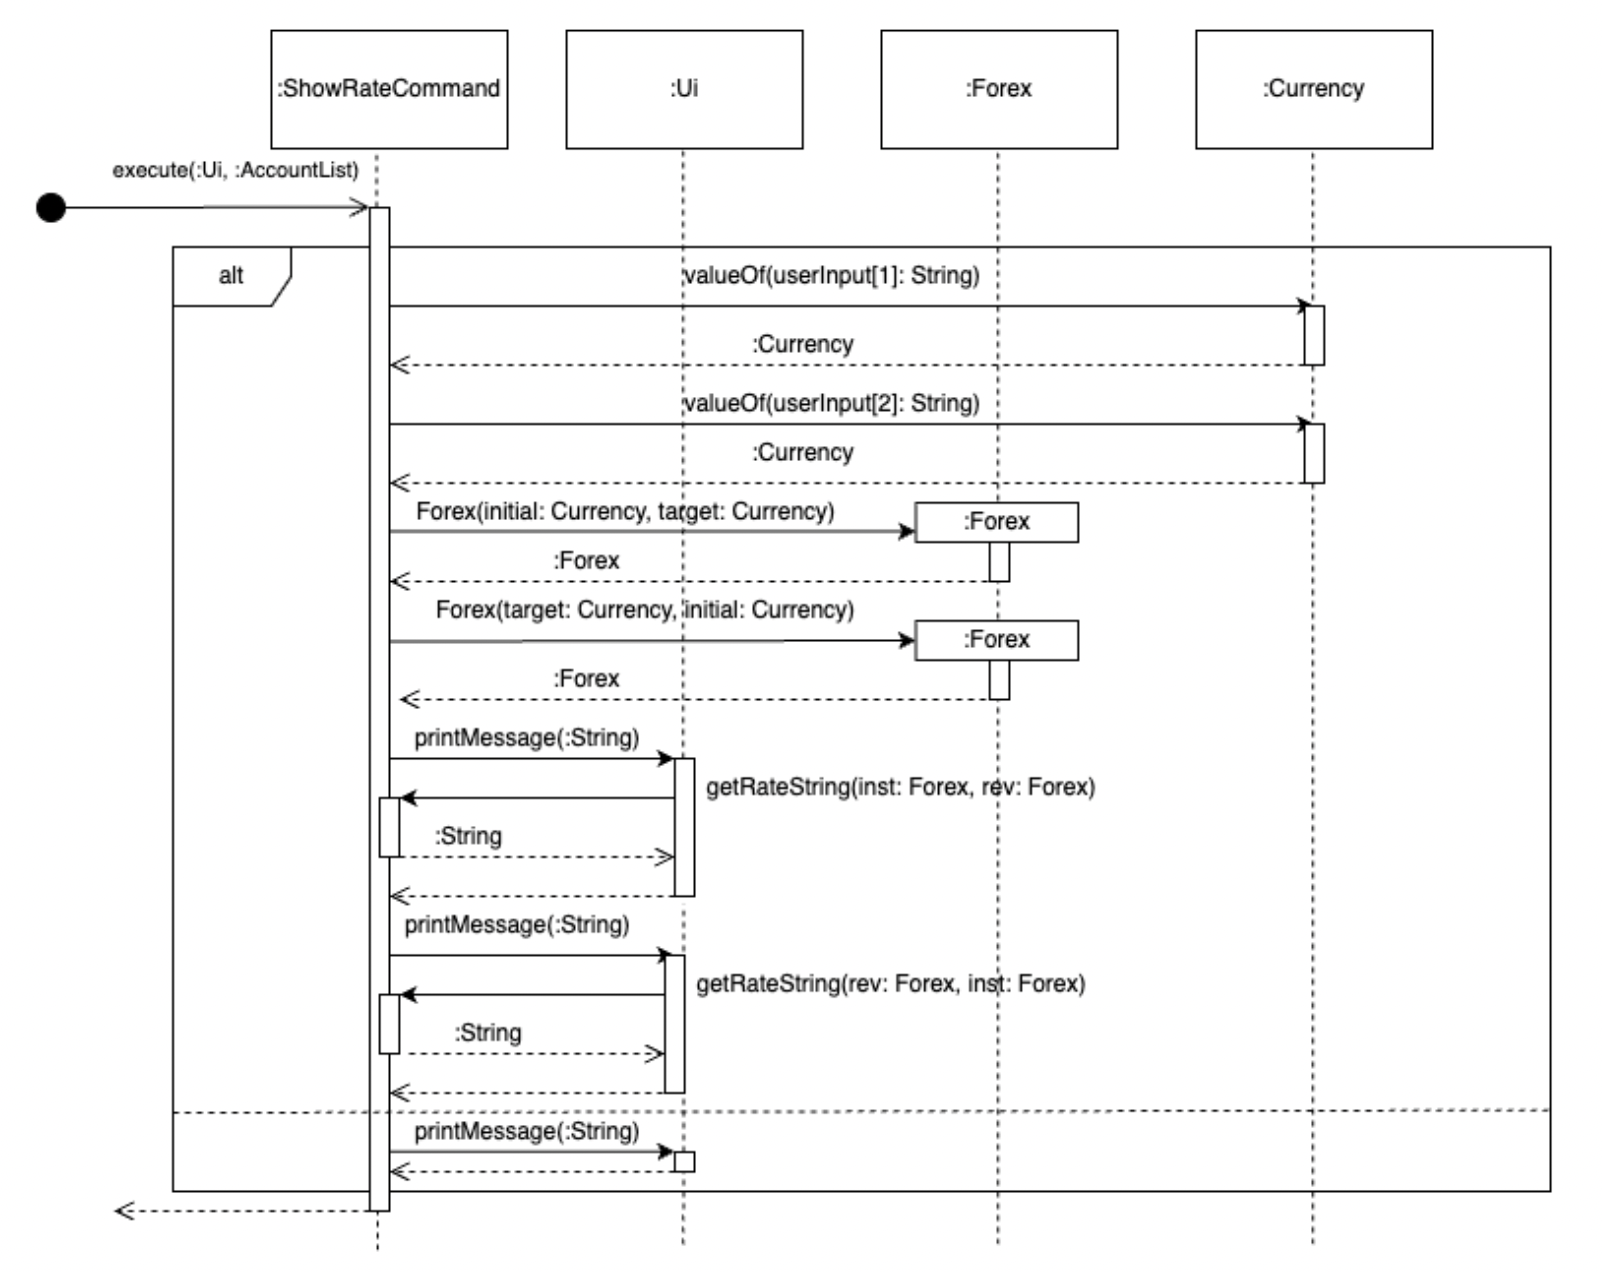 :ShowRateCommand
:Ui
:Forex
:Currency
execute(:Ui, :AccountList)
alt
valueOf(userInput[1]: String)
:Currency
valueOf(userInput[2]: String)
:Currency
Forex(initial: Currency, target: Currency)
:Forex
:Forex
Forex(target: Currency, initial: Currency)
:Forex
:Forex
printMessage(:String)
getRateString(inst: Forex, rev: Forex)
:String
printMessage(:String)
getRateString(rev: Forex, inst: Forex)
:String
printMessage(:String)